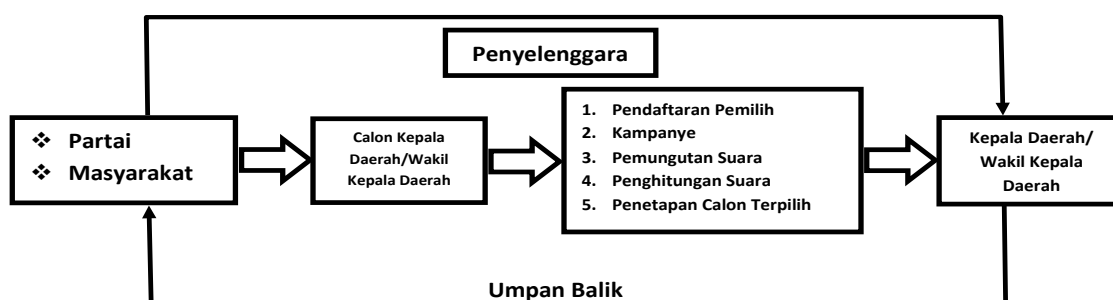 Penyelenggara
❖ Partai
❖ Masyarakat
Calon Kepala
Daerah/Wakil
Kepala Daerah
1. Pendaftaran Pemilih
2. Kampanye
3. Pemungutan Suara
4. Penghitungan Suara
5. Penetapan Calon Terpilih
Kepala Daerah/
Wakil Kepala
Daerah
Umpan Balik